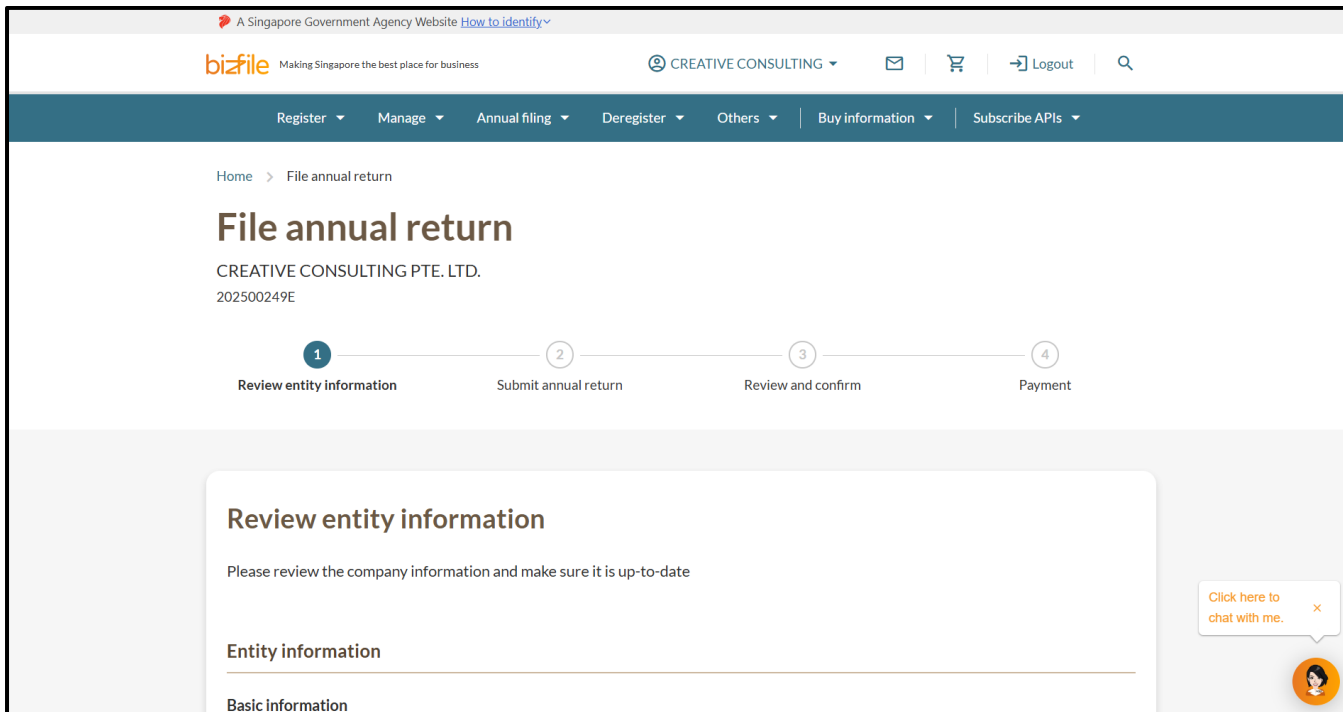 A Singapore Government Agency Website How to identify
bizfile Making Singapore the best place for business CREATIVE CONSULTING Logout
Register Manage Annual filing Deregister Others Buy information Subscribe APIs
Home > File annual return
File annual return
CREATIVE CONSULTING PTE. LTD.
202500249E
1 2 3 4
Review entity information Submit annual return Review and confirm Payment
Review entity information
Please review the company information and make sure it is up-to-date
Click here to
chat with me. ×
Entity information
Basic information